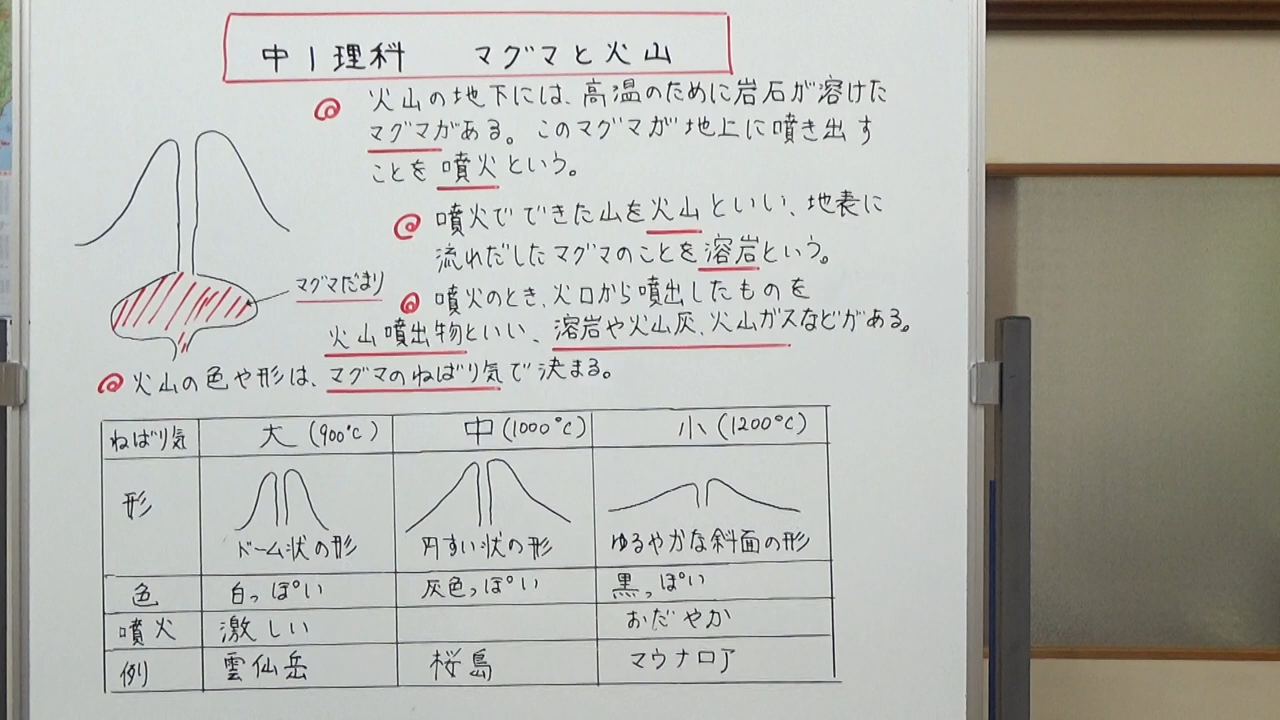 中1理科 マグマと火山
@ 火山の地下には、高温のために岩石が溶けた
マグマがある。このマグマが地上に噴き出す
ことを噴火という。
@ 噴火でできた山を火山といい、地表に
流れだしたマグマのことを溶岩という。
マグマだまり
@ 噴火のとき、火口から噴出したものを
火山噴出物といい、溶岩や火山灰、火山ガスなどがある。
@ 火山の色や形は、マグマのねばり気で決まる。
ねばり気 大(900℃) 中(1000℃) 小(1200℃)
形 ドーム状の形 円すい状の形 ゆるやかな斜面の形
色 白っぽい 灰色っぽい 黒っぽい
噴火 激しい おだやか
例 雲仙岳 桜島 マウナロア